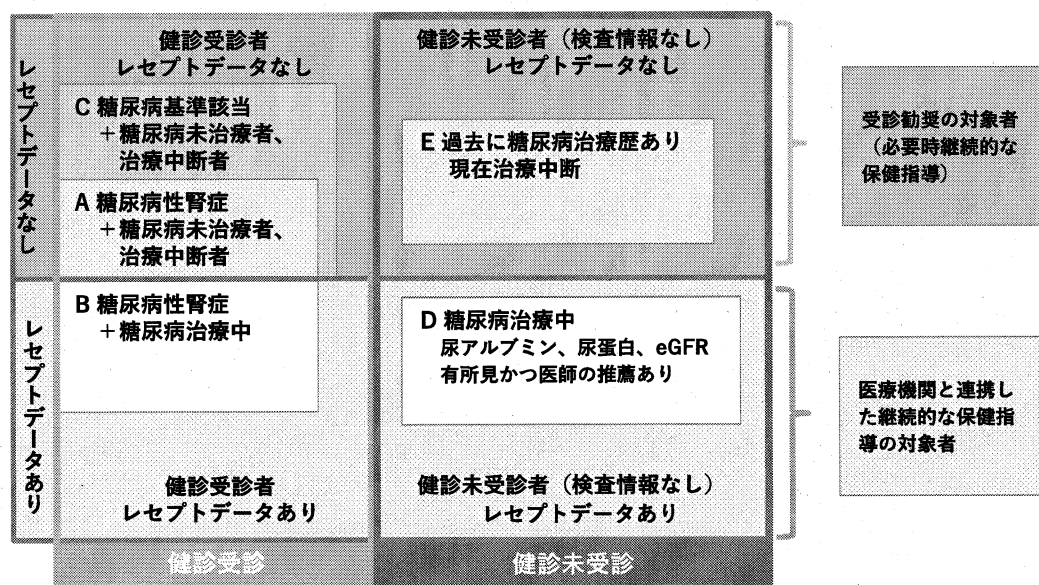 レセプトデータなし
健診受診者
レセプトデータなし
C 糖尿病基準該当
＋糖尿病未治療者、
治療中断者
A 糖尿病性腎症
＋糖尿病未治療者、
治療中断者
健診未受診者（検査情報なし）
レセプトデータなし
E 過去に糖尿病治療歴あり
現在治療中断
受診勧奨の対象者
（必要時継続的な
保健指導）
レセプトデータあり
B 糖尿病性腎症
＋糖尿病治療中
健診受診者
レセプトデータあり
D 糖尿病治療中
尿アルブミン、尿蛋白、eGFR
有所見かつ医師の推薦あり
健診未受診者（検査情報なし）
レセプトデータあり
医療機関と連携し
た継続的な保健指
導の対象者
健診受診
健診未受診